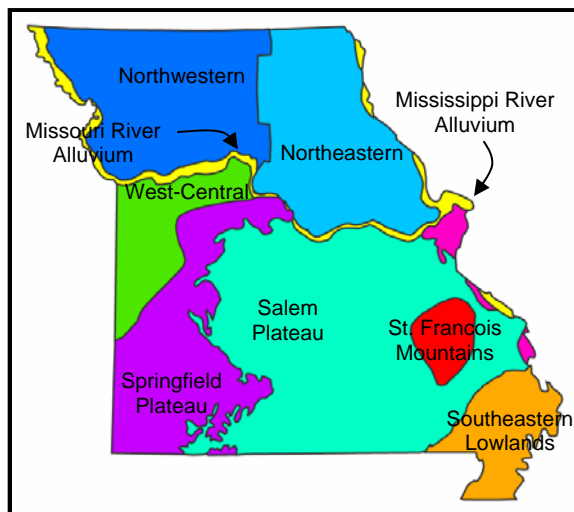 Northwestern
Mississippi River
Alluvium
Missouri River
Alluvium
Northeastern
West-Central
Salem
Plateau
St. Francois
Mountains
Springfield
Plateau
Southeastern
Lowlands